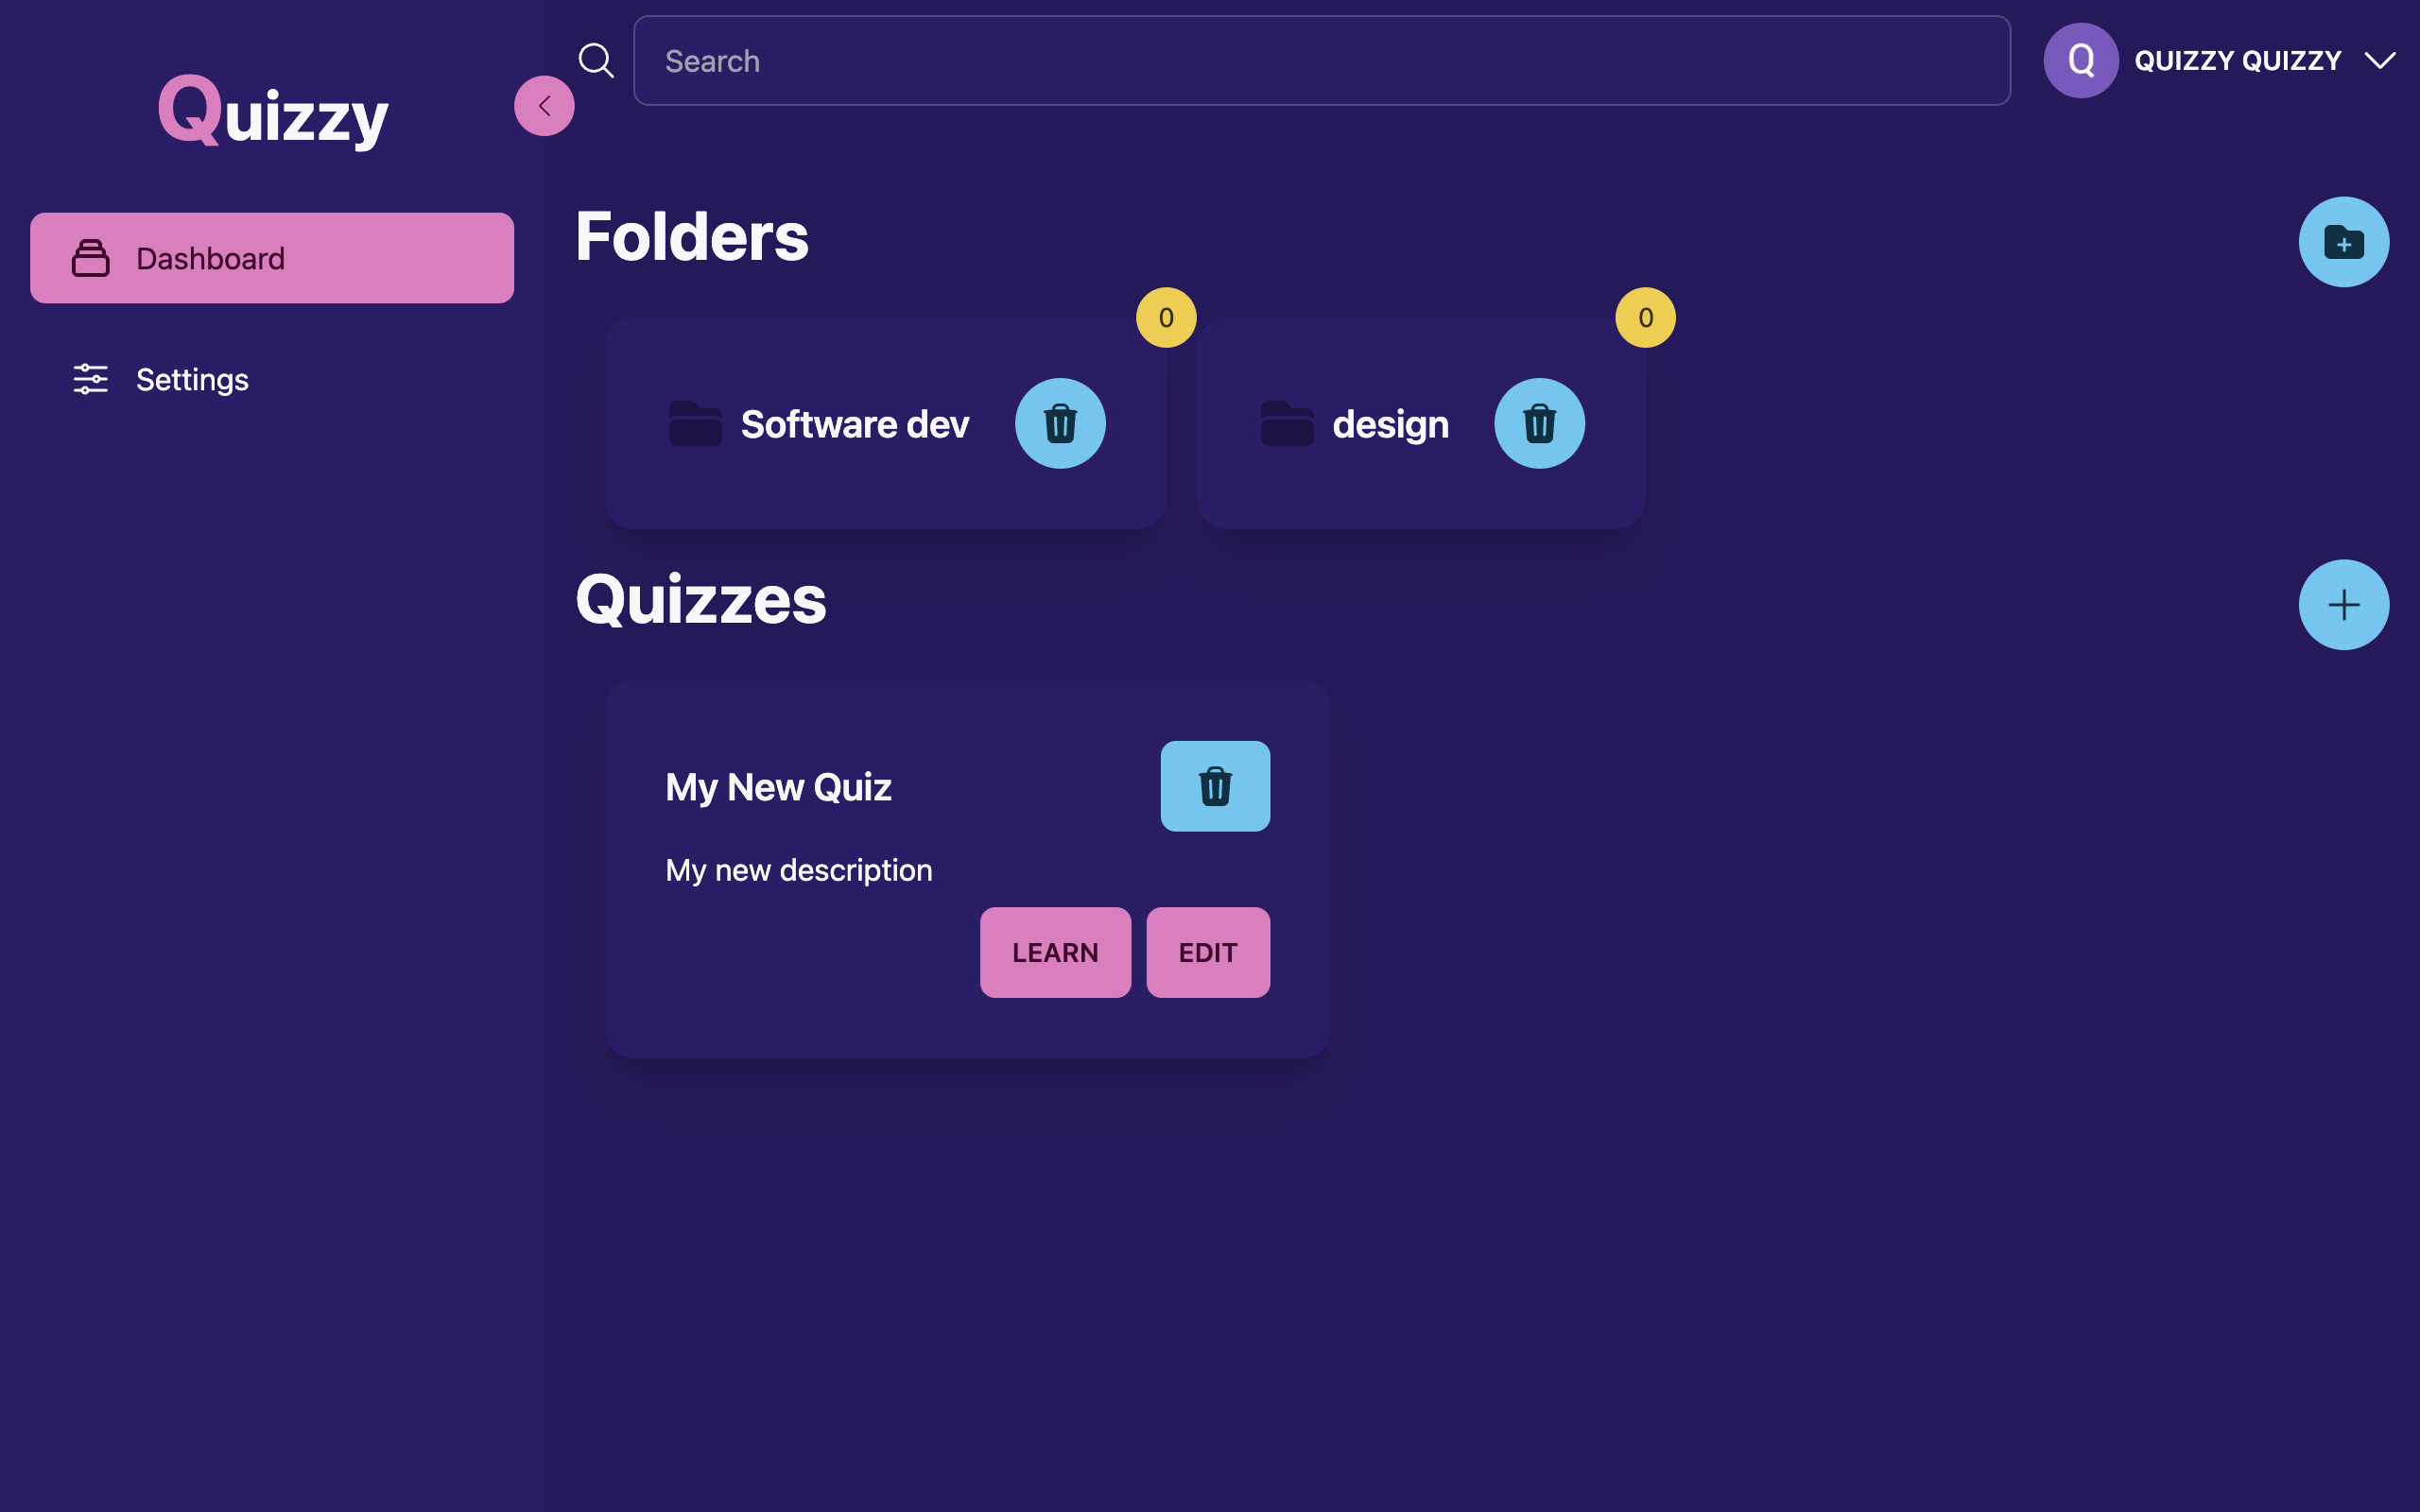 Quizzy
Search
Q
QUIZZY QUIZZY
Dashboard
Settings
Folders
0
0
Software dev
design
Quizzes
My New Quiz
My new description
LEARN
EDIT